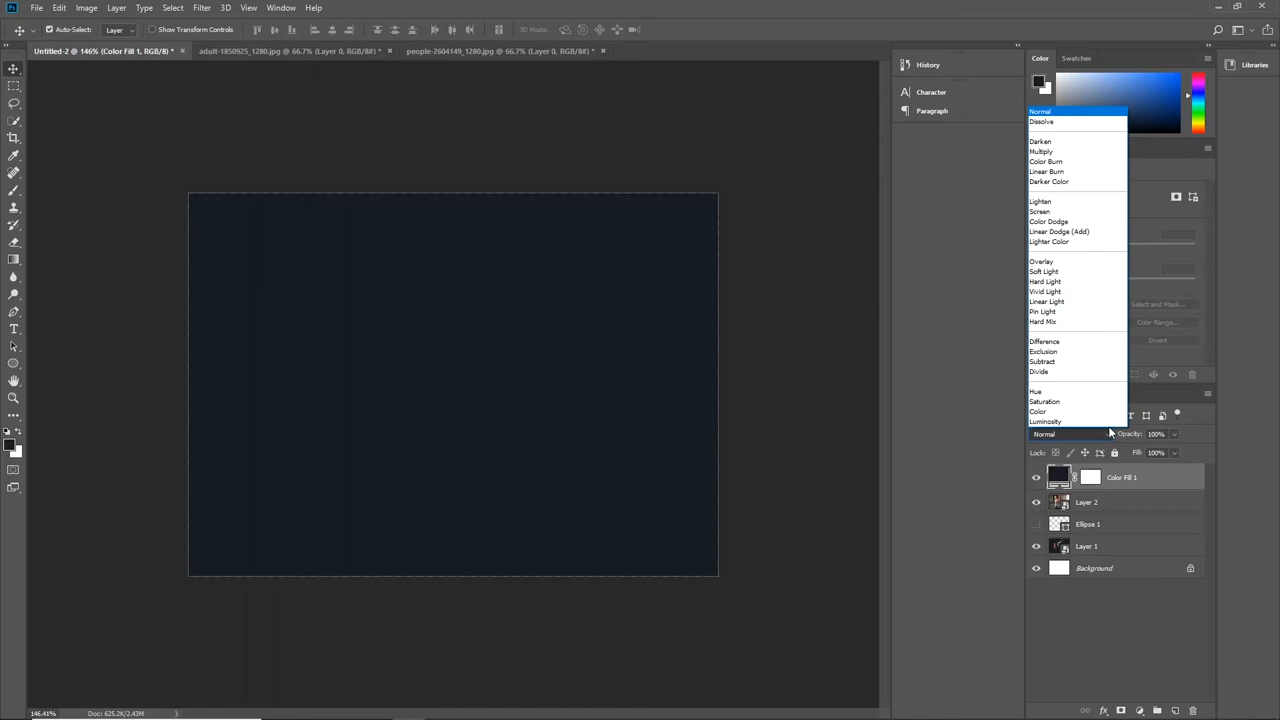 Ps File Edit Image Layer Type Select Filter 3D View Window Help
Auto-Select: Layer Show Transform Controls 3D Mode:
Untitled-2 @ 146% (Color Fill 1, RGB/8) * × adult-1850925_1280.jpg @ 66.7% (Layer 0, RGB/8#) * × people-2604149_1280.jpg @ 66.7% (Layer 0, RGB/8#) * ×
History
Character
Paragraph
Color Swatches
Libraries
Normal
Dissolve
Darken
Multiply
Color Burn
Linear Burn
Darker Color
Lighten
Screen
Color Dodge
Linear Dodge (Add)
Lighter Color
Overlay
Soft Light
Hard Light
Vivid Light
Linear Light
Pin Light
Hard Mix
Difference
Exclusion
Subtract
Divide
Hue
Saturation
Color
Luminosity
Select and Mask...
Color Range...
Invert
Normal Opacity: 100%
Lock: Fill: 100%
Color Fill 1
Layer 2
Ellipse 1
Layer 1
Background
146.41% Doc: 625.2K/2.43M